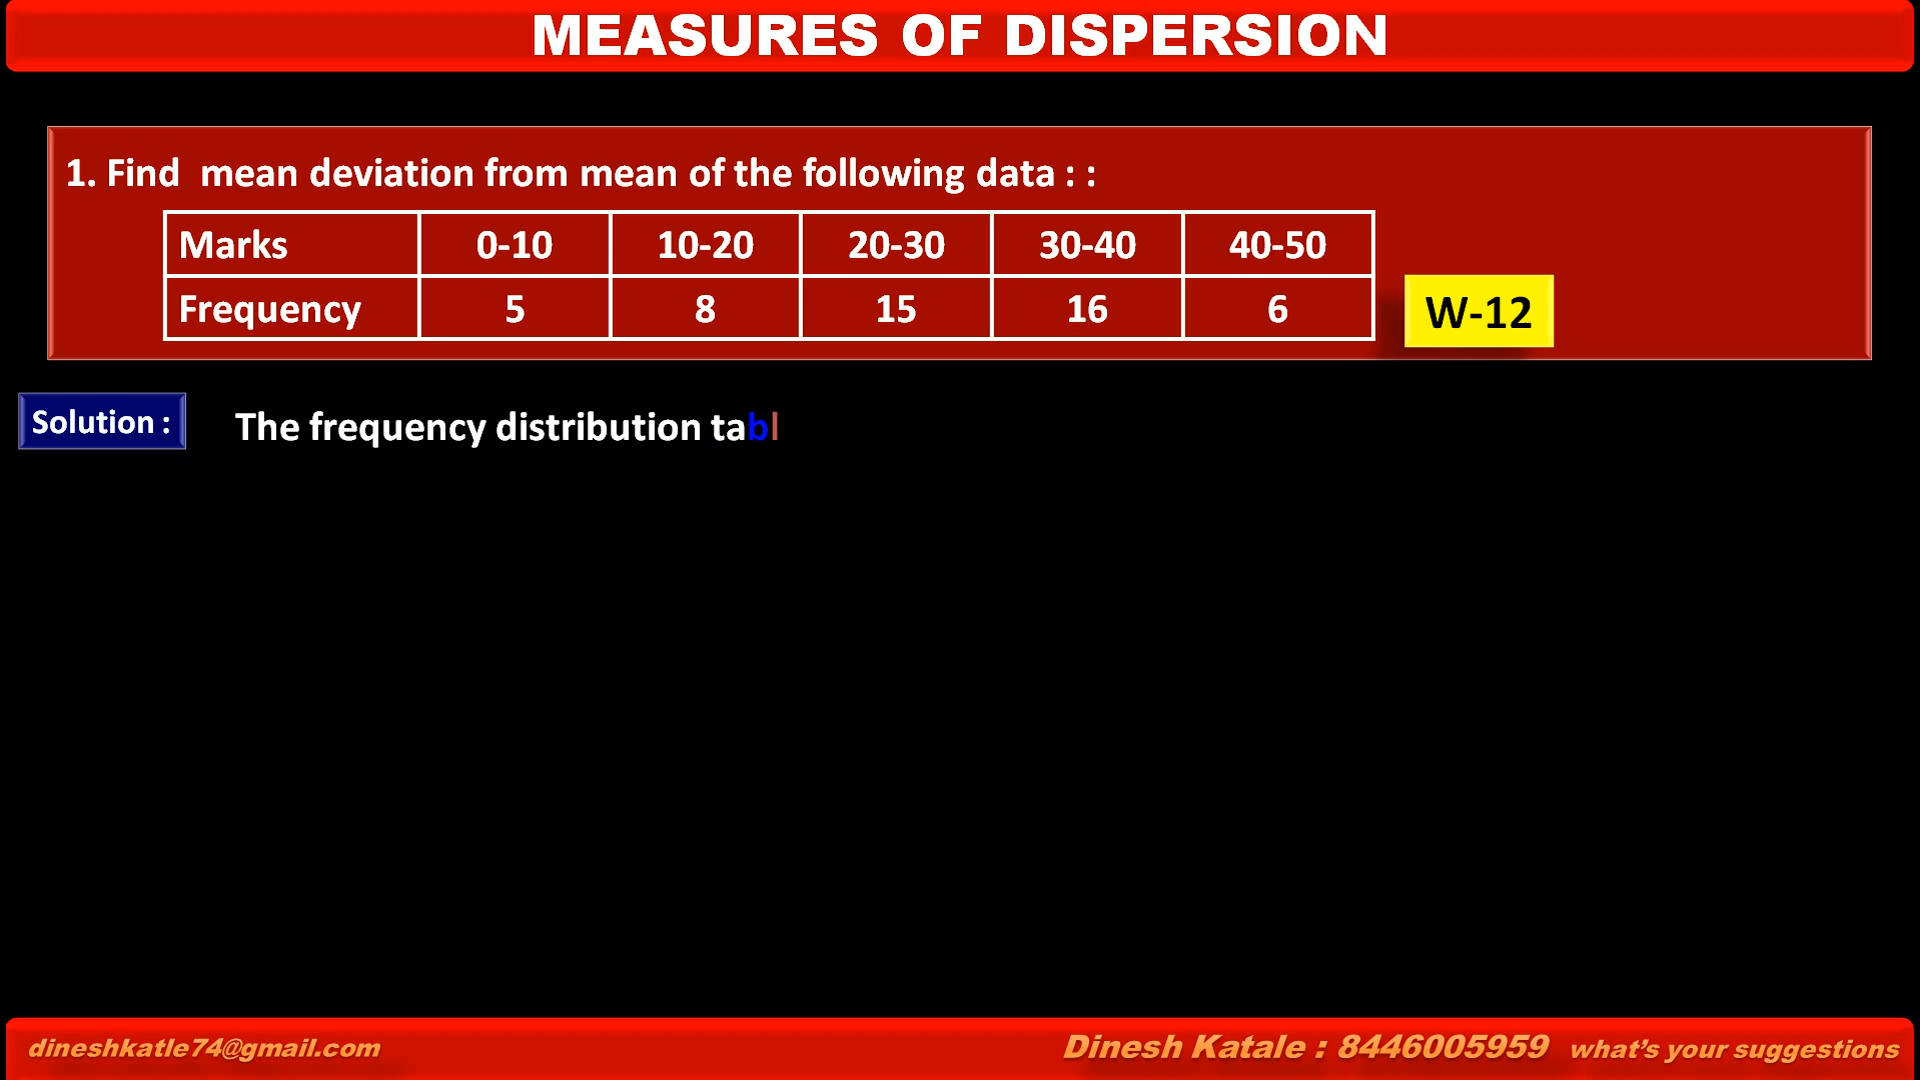 MEASURES OF DISPERSION
1. Find mean deviation from mean of the following data : :
Marks 0-10 10-20 20-30 30-40 40-50
Frequency 5 8 15 16 6
W-12
Solution : The frequency distribution tabl
dineshkatle74@gmail.com Dinesh Katale : 8446005959 what's your suggestions